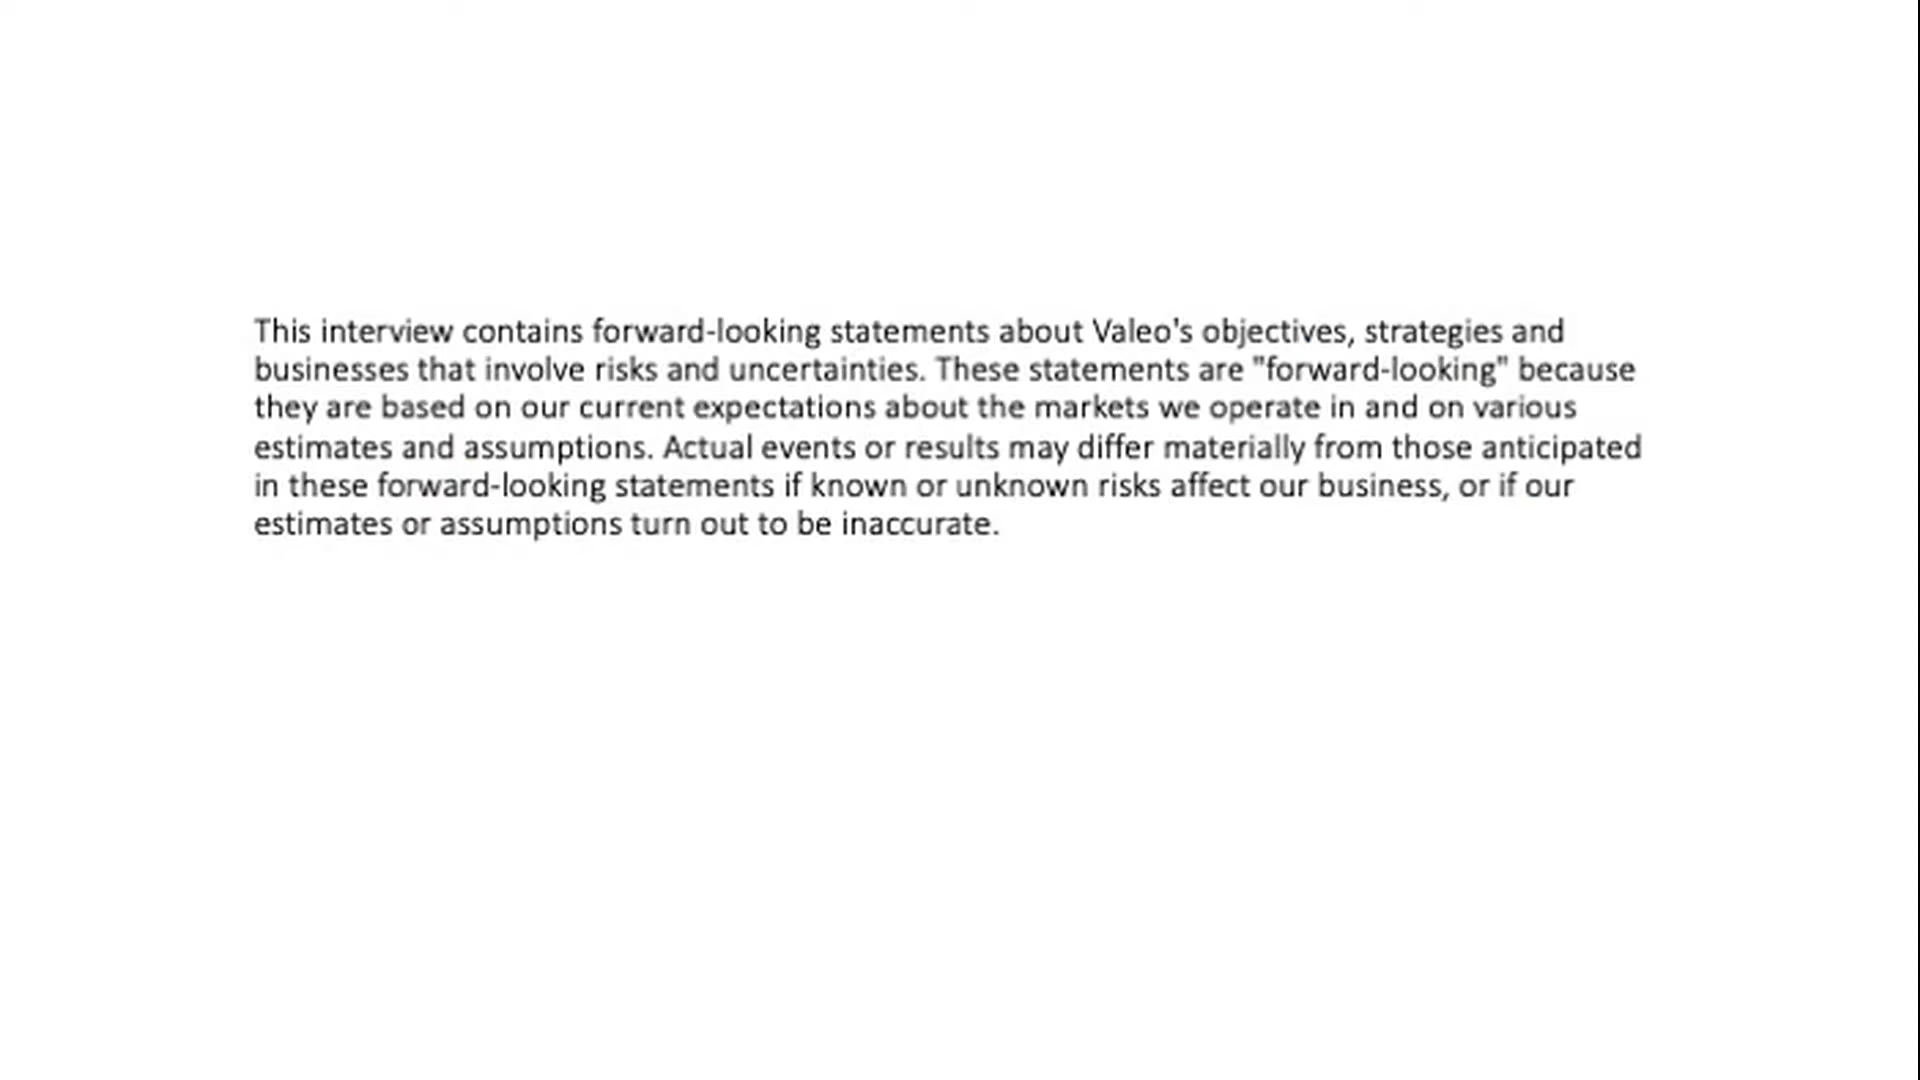 This interview contains forward-looking statements about Valeo's objectives, strategies and
businesses that involve risks and uncertainties. These statements are "forward-looking" because
they are based on our current expectations about the markets we operate in and on various
estimates and assumptions. Actual events or results may differ materially from those anticipated
in these forward-looking statements if known or unknown risks affect our business, or if our
estimates or assumptions turn out to be inaccurate.